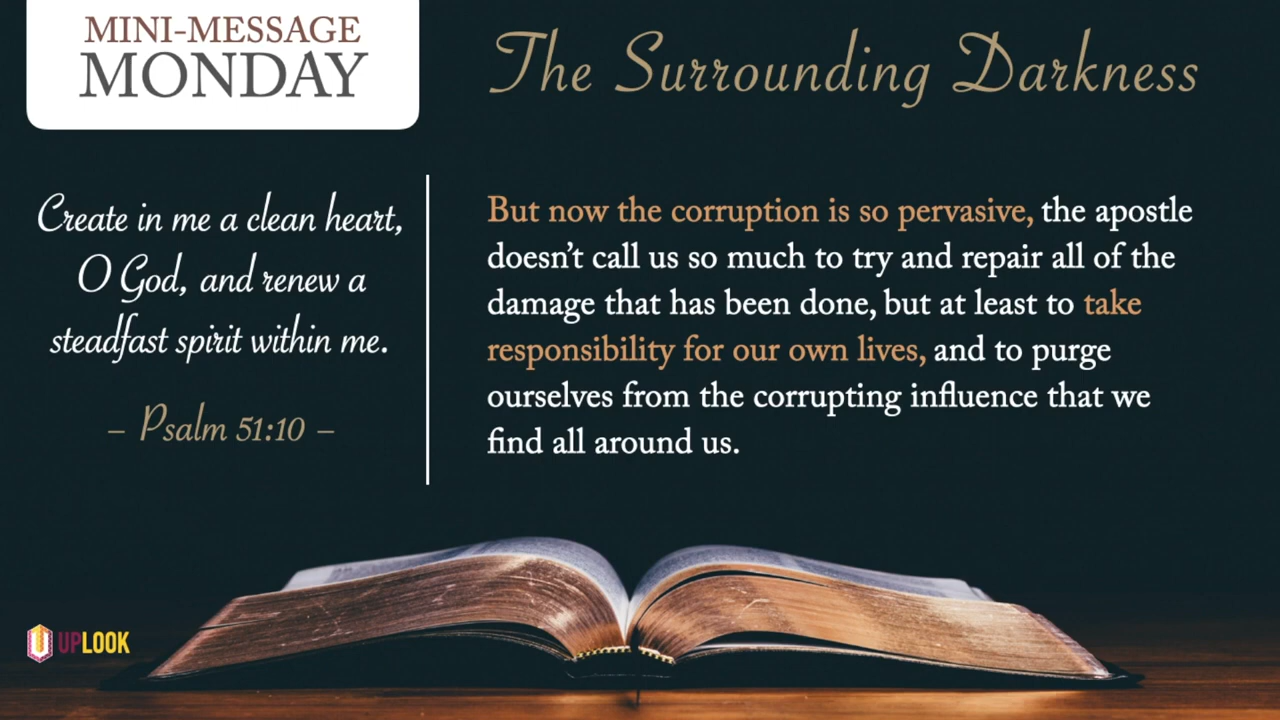 MINI-MESSAGE
MONDAY
The Surrounding Darkness
Create in me a clean heart,
O God, and renew a
steadfast spirit within me.
– Psalm 51:10 –
But now the corruption is so pervasive, the apostle
doesn’t call us so much to try and repair all of the
damage that has been done, but at least to take
responsibility for our own lives, and to purge
ourselves from the corrupting influence that we
find all around us.
UPLOOK